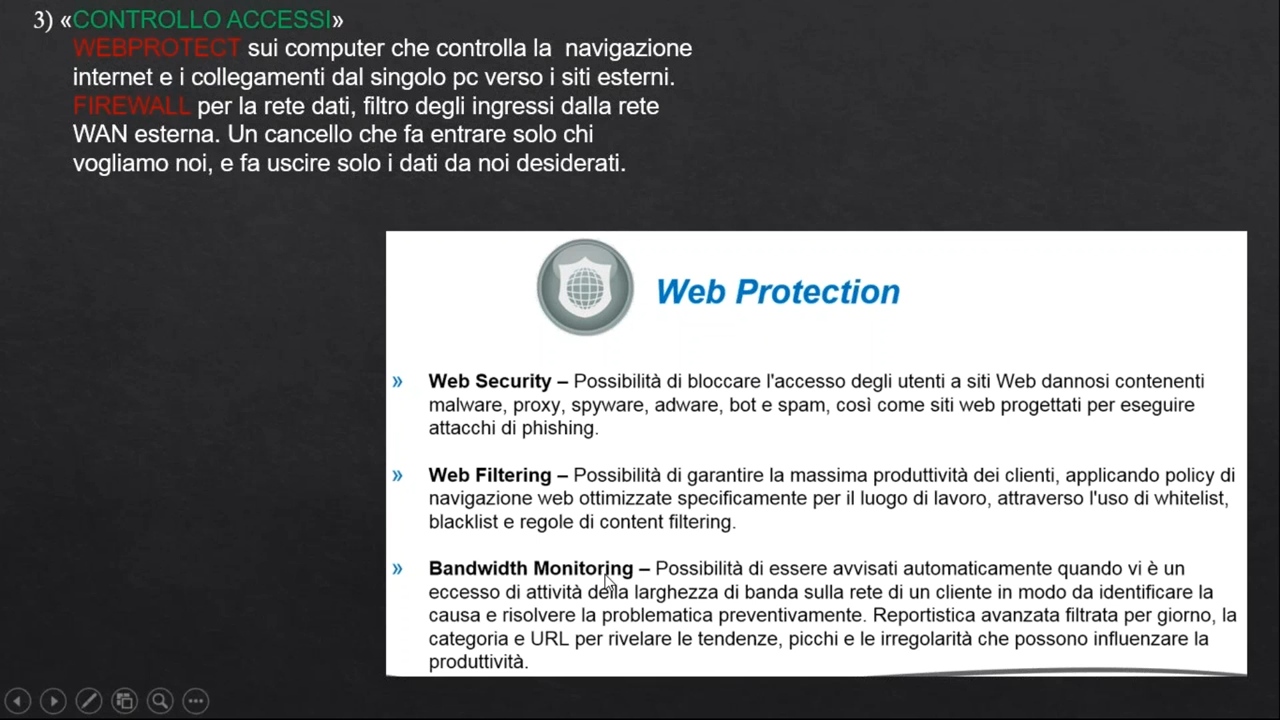 3) «CONTROLLO ACCESSI»
WEBPROTECT sui computer che controlla la navigazione
internet e i collegamenti dal singolo pc verso i siti esterni.
FIREWALL per la rete dati, filtro degli ingressi dalla rete
WAN esterna. Un cancello che fa entrare solo chi
vogliamo noi, e fa uscire solo i dati da noi desiderati.
Web Protection
» Web Security – Possibilità di bloccare l'accesso degli utenti a siti Web dannosi contenenti
malware, proxy, spyware, adware, bot e spam, così come siti web progettati per eseguire
attacchi di phishing.
» Web Filtering – Possibilità di garantire la massima produttività dei clienti, applicando policy di
navigazione web ottimizzate specificamente per il luogo di lavoro, attraverso l'uso di whitelist,
blacklist e regole di content filtering.
» Bandwidth Monitoring – Possibilità di essere avvisati automaticamente quando vi è un
eccesso di attività della larghezza di banda sulla rete di un cliente in modo da identificare la
causa e risolvere la problematica preventivamente. Reportistica avanzata filtrata per giorno, la
categoria e URL per rivelare le tendenze, picchi e le irregolarità che possono influenzare la
produttività.